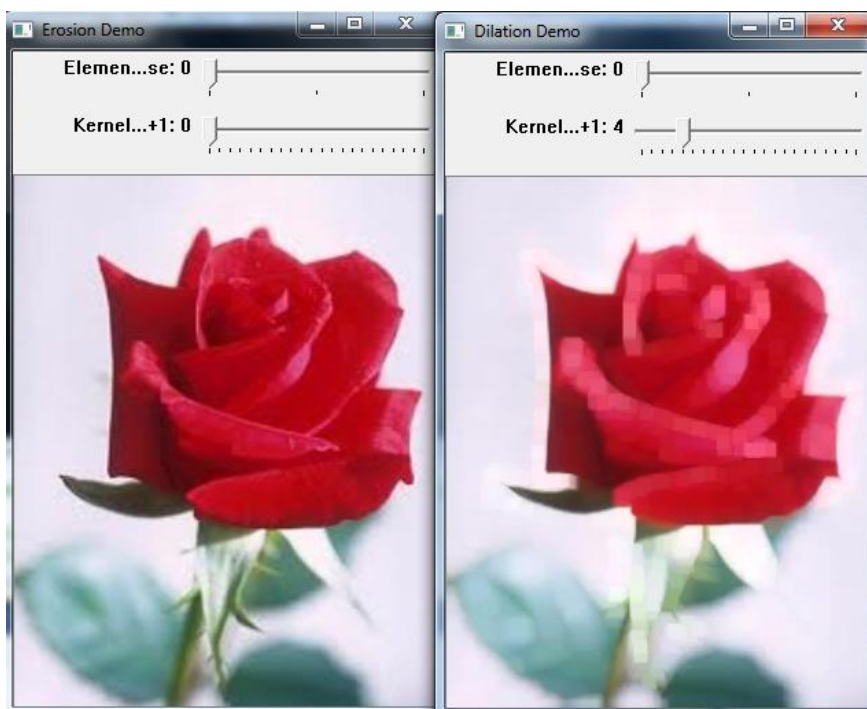 Erosion Demo
Elemen...se: 0
Kernel...+1: 0
Dilation Demo
Elemen...se: 0
Kernel...+1: 4